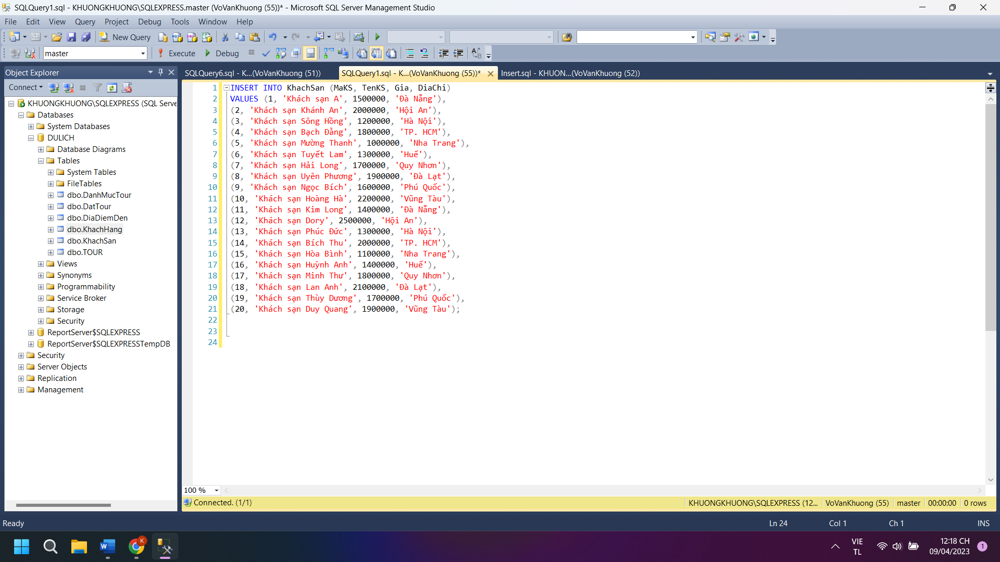 SQLQuery1.sql - KHUONGKHUONG\SQLEXPRESS.master (VoVanKhuong (55))* - Microsoft SQL Server Management Studio
File Edit View Query Project Debug Tools Window Help
New Query
master Execute Debug
Object Explorer
Connect
KHUONGKHUONG\SQLEXPRESS (SQL Serve
Databases
System Databases
DULICH
Database Diagrams
Tables
System Tables
FileTables
dbo.DanhMucTour
dbo.DatTour
dbo.DiaDiemDen
dbo.KhachHang
dbo.KhachSan
dbo.TOUR
Views
Synonyms
Programmability
Service Broker
Storage
Security
ReportServer$SQLEXPRESS
ReportServer$SQLEXPRESSTempDB
Security
Server Objects
Replication
Management
SQLQuery6.sql - K...(VoVanKhuong (51)) SQLQuery1.sql - K...(VoVanKhuong (55))* Insert.sql - KHUON...(VoVanKhuong (52))
1 INSERT INTO KhachSan (MaKS, TenKS, Gia, DiaChi)
2 VALUES (1, 'Khách sạn A', 1500000, 'Đà Nẵng'),
3 (2, 'Khách sạn Khánh An', 2000000, 'Hội An'),
4 (3, 'Khách sạn Sông Hồng', 1200000, 'Hà Nội'),
5 (4, 'Khách sạn Bạch Đằng', 1800000, 'TP. HCM'),
6 (5, 'Khách sạn Mường Thanh', 1000000, 'Nha Trang'),
7 (6, 'Khách sạn Tuyết Lam', 1300000, 'Huế'),
8 (7, 'Khách sạn Hải Long', 1700000, 'Quy Nhơn'),
9 (8, 'Khách sạn Uyên Phương', 1900000, 'Đà Lạt'),
10 (9, 'Khách sạn Ngọc Bích', 1600000, 'Phú Quốc'),
11 (10, 'Khách sạn Hoàng Hà', 2200000, 'Vũng Tàu'),
12 (11, 'Khách sạn Kim Long', 1400000, 'Đà Nẵng'),
13 (12, 'Khách sạn Dory', 2500000, 'Hội An'),
14 (13, 'Khách sạn Phúc Đức', 1300000, 'Hà Nội'),
15 (14, 'Khách sạn Bích Thu', 2000000, 'TP. HCM'),
16 (15, 'Khách sạn Hòa Bình', 1100000, 'Nha Trang'),
17 (16, 'Khách sạn Huỳnh Anh', 1400000, 'Huế'),
18 (17, 'Khách sạn Minh Thư', 1800000, 'Quy Nhơn'),
19 (18, 'Khách sạn Lan Anh', 2100000, 'Đà Lạt'),
20 (19, 'Khách sạn Thùy Dương', 1700000, 'Phú Quốc'),
21 (20, 'Khách sạn Duy Quang', 1900000, 'Vũng Tàu');
22
23
24
100 %
Connected. (1/1) KHUONGKHUONG\SQLEXPRESS (12... VoVanKhuong (55) master 00:00:00 0 rows
Ready Ln 24 Col 1 Ch 1 INS
K
VIE
TL
12:18 CH
09/04/2023
1